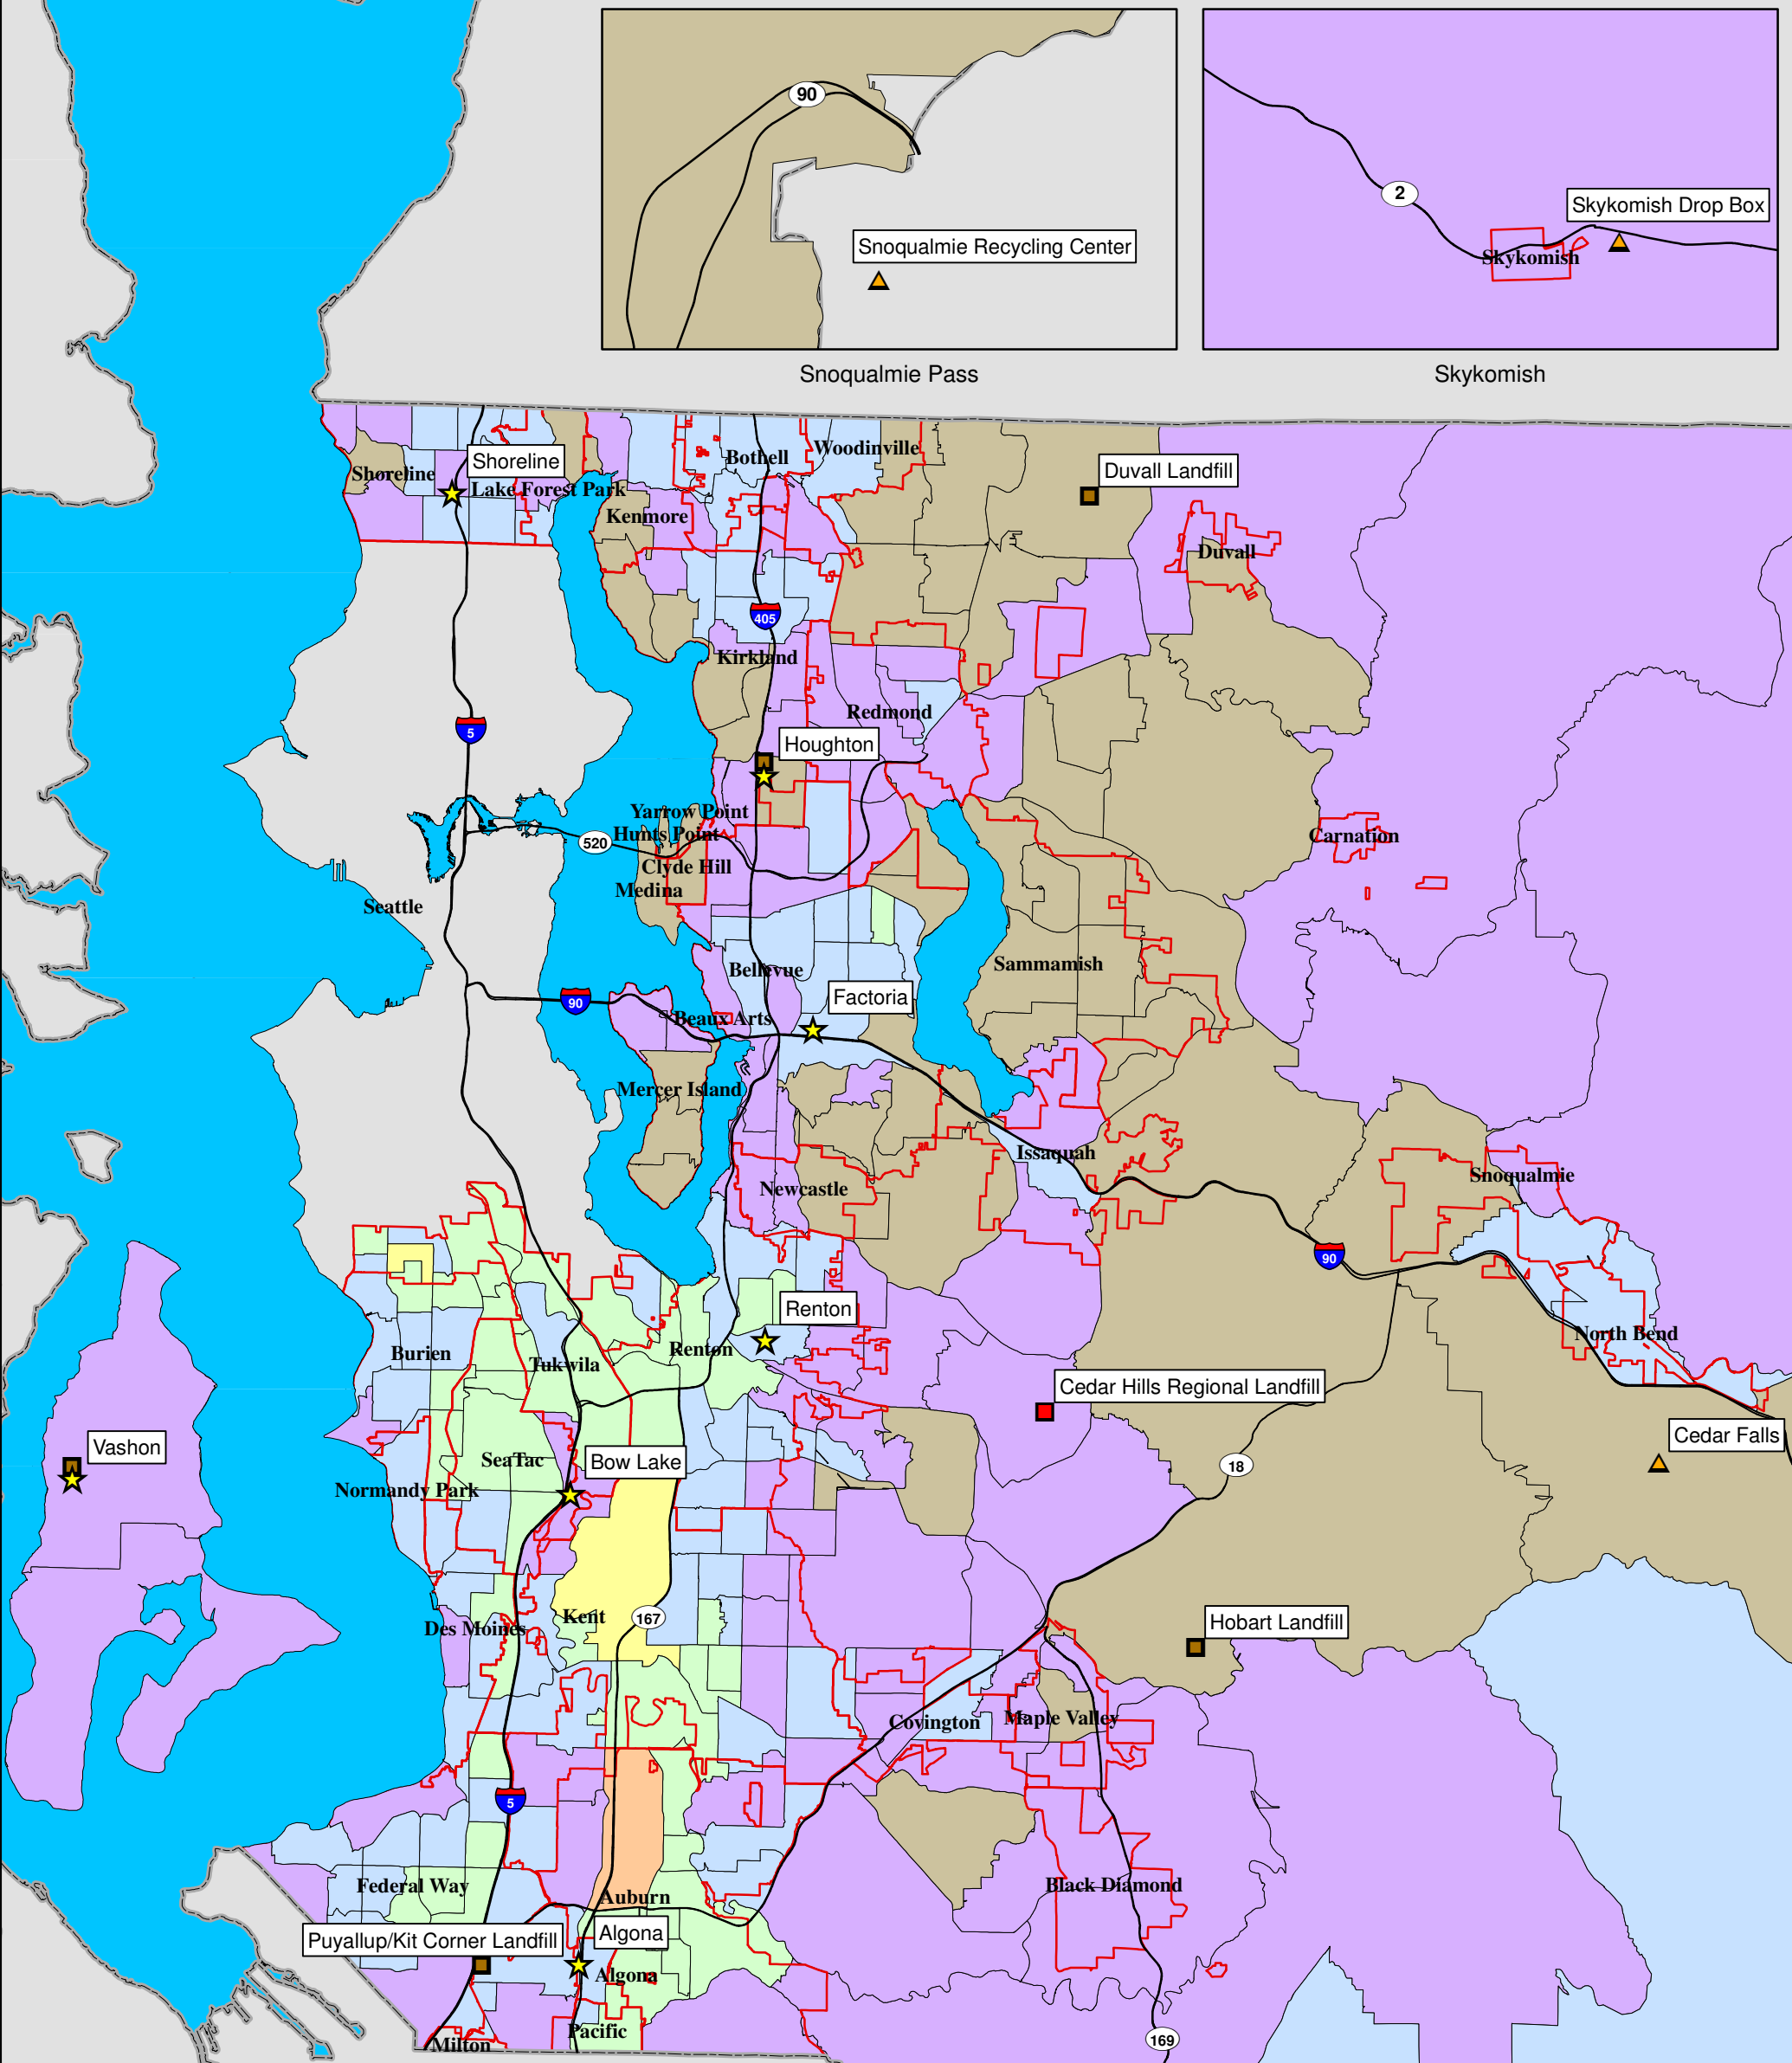 90
Snoqualmie Recycling Center
Snoqualmie Pass
2
Skykomish Drop Box
Skykomish
Skykomish
Shoreline
Shoreline
Lake Forest Park
Bothell
Woodinville
Kenmore
Duvall Landfill
Duvall
405
Kirkland
Redmond
5
Houghton
Yarrow Point
Hunts Point
520
Clyde Hill
Medina
Carnation
Seattle
Bellevue
Sammamish
Factoria
90
Beaux Arts
Mercer Island
Issaquah
Newcastle
Snoqualmie
90
Renton
Renton
North Bend
Burien
Tukwila
Cedar Hills Regional Landfill
Cedar Falls
Vashon
SeaTac
Bow Lake
18
Normandy Park
Des Moines
Kent
167
Hobart Landfill
Covington
Maple Valley
5
Federal Way
Auburn
Black Diamond
Puyallup/Kit Corner Landfill
Algona
Algona
Pacific
Milton
169